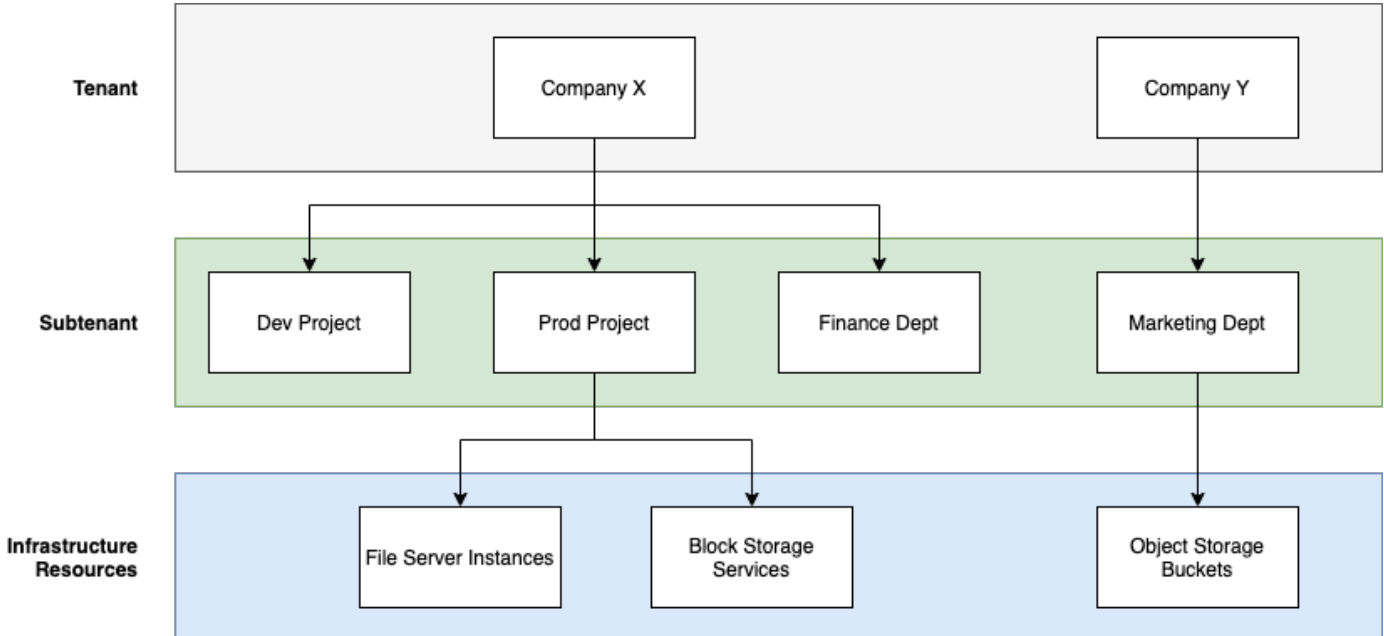 Tenant
Company X
Company Y
Subtenant
Dev Project
Prod Project
Finance Dept
Marketing Dept
Infrastructure
Resources
File Server Instances
Block Storage
Services
Object Storage
Buckets